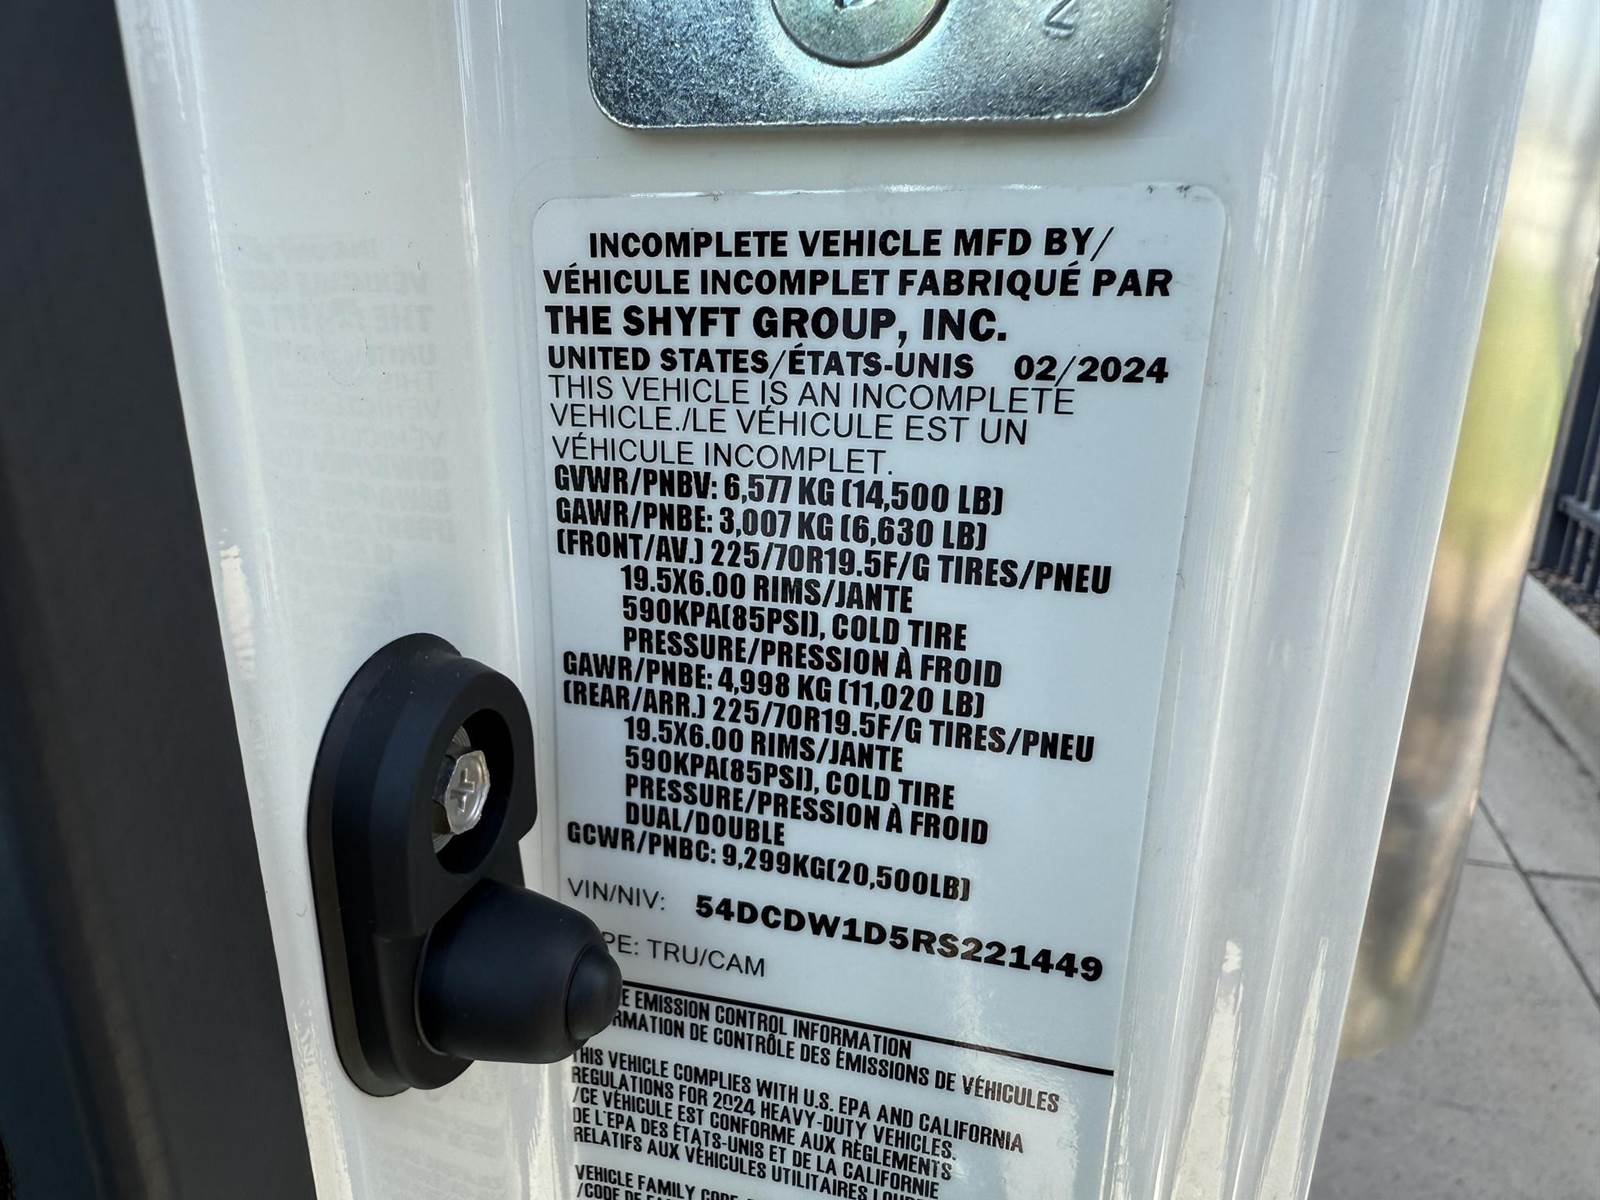 INCOMPLETE VEHICLE MFD BY/
VÉHICULE INCOMPLET FABRIQUÉ PAR
THE SHYFT GROUP, INC.
UNITED STATES/ÉTATS-UNIS 02/2024
THIS VEHICLE IS AN INCOMPLETE
VEHICLE./LE VÉHICULE EST UN
VÉHICULE INCOMPLET.
GVWR/PNBV: 6,577 KG (14,500 LB)
GAWR/PNBE: 3,007 KG (6,630 LB)
(FRONT/AV.) 225/70R19.5F/G TIRES/PNEU
19.5X6.00 RIMS/JANTE
590KPA(85PSI), COLD TIRE
PRESSURE/PRESSION À FROID
GAWR/PNBE: 4,998 KG (11,020 LB)
(REAR/ARR.) 225/70R19.5F/G TIRES/PNEU
19.5X6.00 RIMS/JANTE
590KPA(85PSI), COLD TIRE
PRESSURE/PRESSION À FROID
DUAL/DOUBLE
GCWR/PNBC: 9,299KG(20,500LB)
VIN/NIV: 54DCDW1D5RS221449
TRU/CAM
EMISSION CONTROL INFORMATION
DE CONTRÔLE DES ÉMISSIONS DE VÉHICULES
THIS VEHICLE COMPLIES WITH U.S. EPA AND CALIFORNIA
REGULATIONS FOR 2024 HEAVY-DUTY VEHICLES.
/CE VÉHICULE EST CONFORME AUX RÈGLEMENTS
DE L'EPA DES ÉTATS-UNIS ET DE LA CALIFORNIE
RELATIFS AUX VÉHICULES UTILITAIRES
VEHICLE FAMILY
/CODE DE